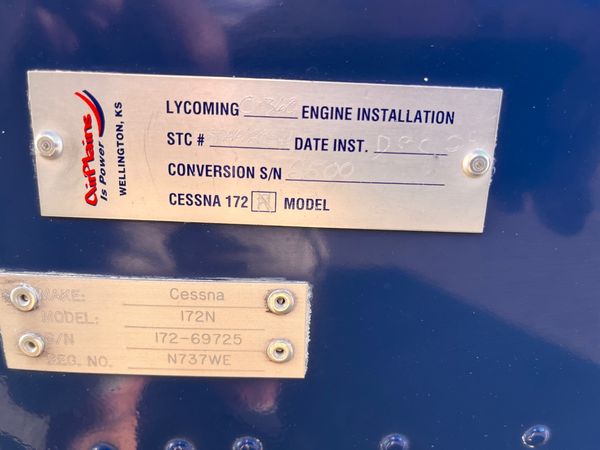 AirPlains
Is Power
WELLINGTON, KS
LYCOMING ENGINE INSTALLATION
STC # DATE INST. DEC
CONVERSION S/N
CESSNA 172 N MODEL
MAKE: Cessna
MODEL: 172N
S/N 172-69725
REG. NO. N737WE